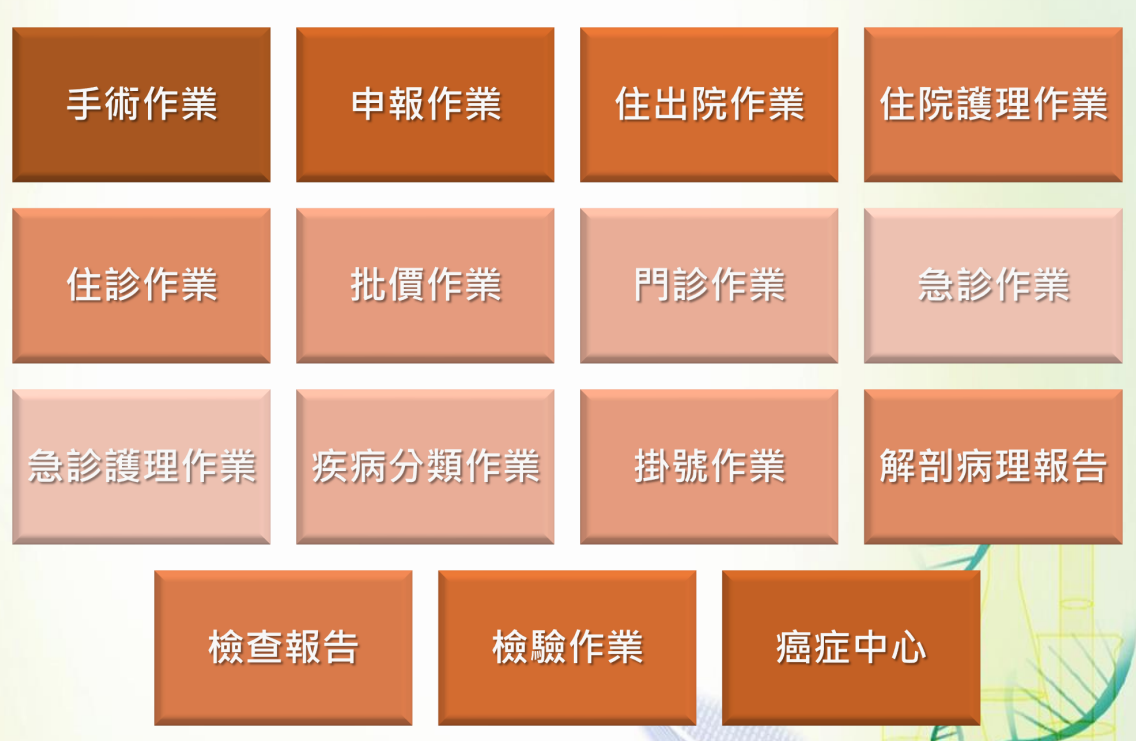 手術作業
申報作業
住出院作業
住院護理作業
住診作業
批價作業
門診作業
急診作業
急診護理作業
疾病分類作業
掛號作業
解剖病理報告
檢查報告
檢驗作業
癌症中心